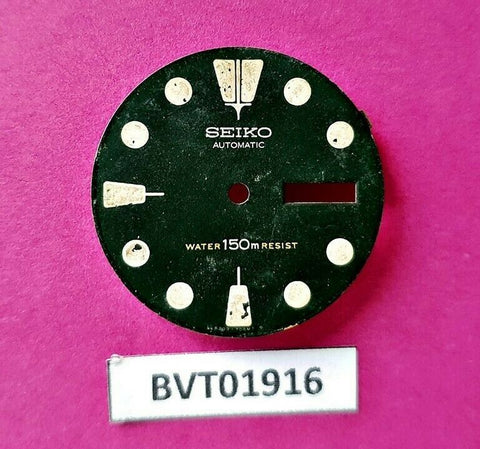 SEIKO
AUTOMATIC
WATER 150m RESIST
BVT01916